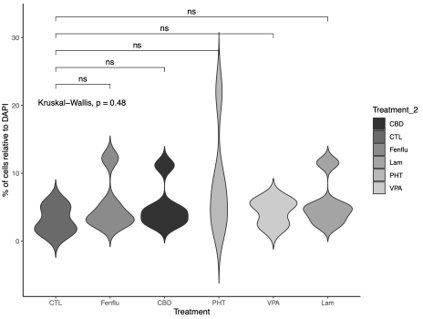 ns
ns
ns
ns
ns
Kruskal−Wallis, p = 0.48
30
20
10
0
% of cells relative to DAPI
CTL Fenflu CBD PHT VPA Lam
Treatment
Treatment_2
CBD
CTL
Fenflu
Lam
PHT
VPA